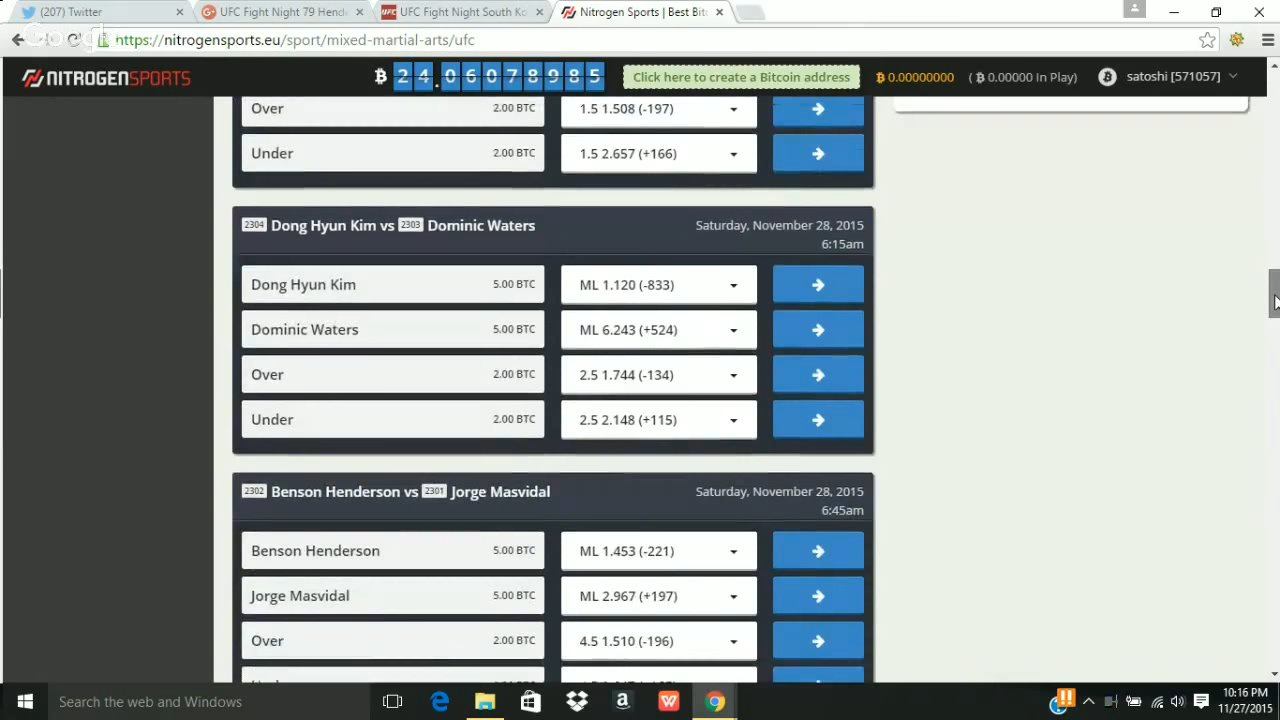 (207) Twitter
UFC Fight Night 79 Hende
UFC Fight Night South Ko
Nitrogen Sports | Best Bit
https://nitrogensports.eu/sport/mixed-martial-arts/ufc
NITROGENSPORTS
24.06078985
Click here to create a Bitcoin address
0.00000000
( 0.00000 In Play)
satoshi [571057]
Over 2.00 BTC 1.5 1.508 (-197)
Under 2.00 BTC 1.5 2.657 (+166)
2304 Dong Hyun Kim vs 2303 Dominic Waters Saturday, November 28, 2015
6:15am
Dong Hyun Kim 5.00 BTC ML 1.120 (-833)
Dominic Waters 5.00 BTC ML 6.243 (+524)
Over 2.00 BTC 2.5 1.744 (-134)
Under 2.00 BTC 2.5 2.148 (+115)
2302 Benson Henderson vs 2301 Jorge Masvidal Saturday, November 28, 2015
6:45am
Benson Henderson 5.00 BTC ML 1.453 (-221)
Jorge Masvidal 5.00 BTC ML 2.967 (+197)
Over 2.00 BTC 4.5 1.510 (-196)
Search the web and Windows
10:16 PM
11/27/2015